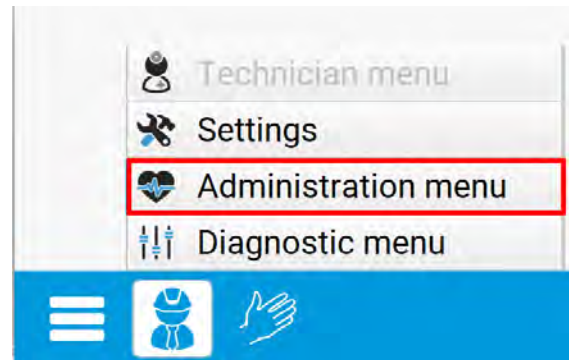 Technician menu
Settings
Administration menu
Diagnostic menu